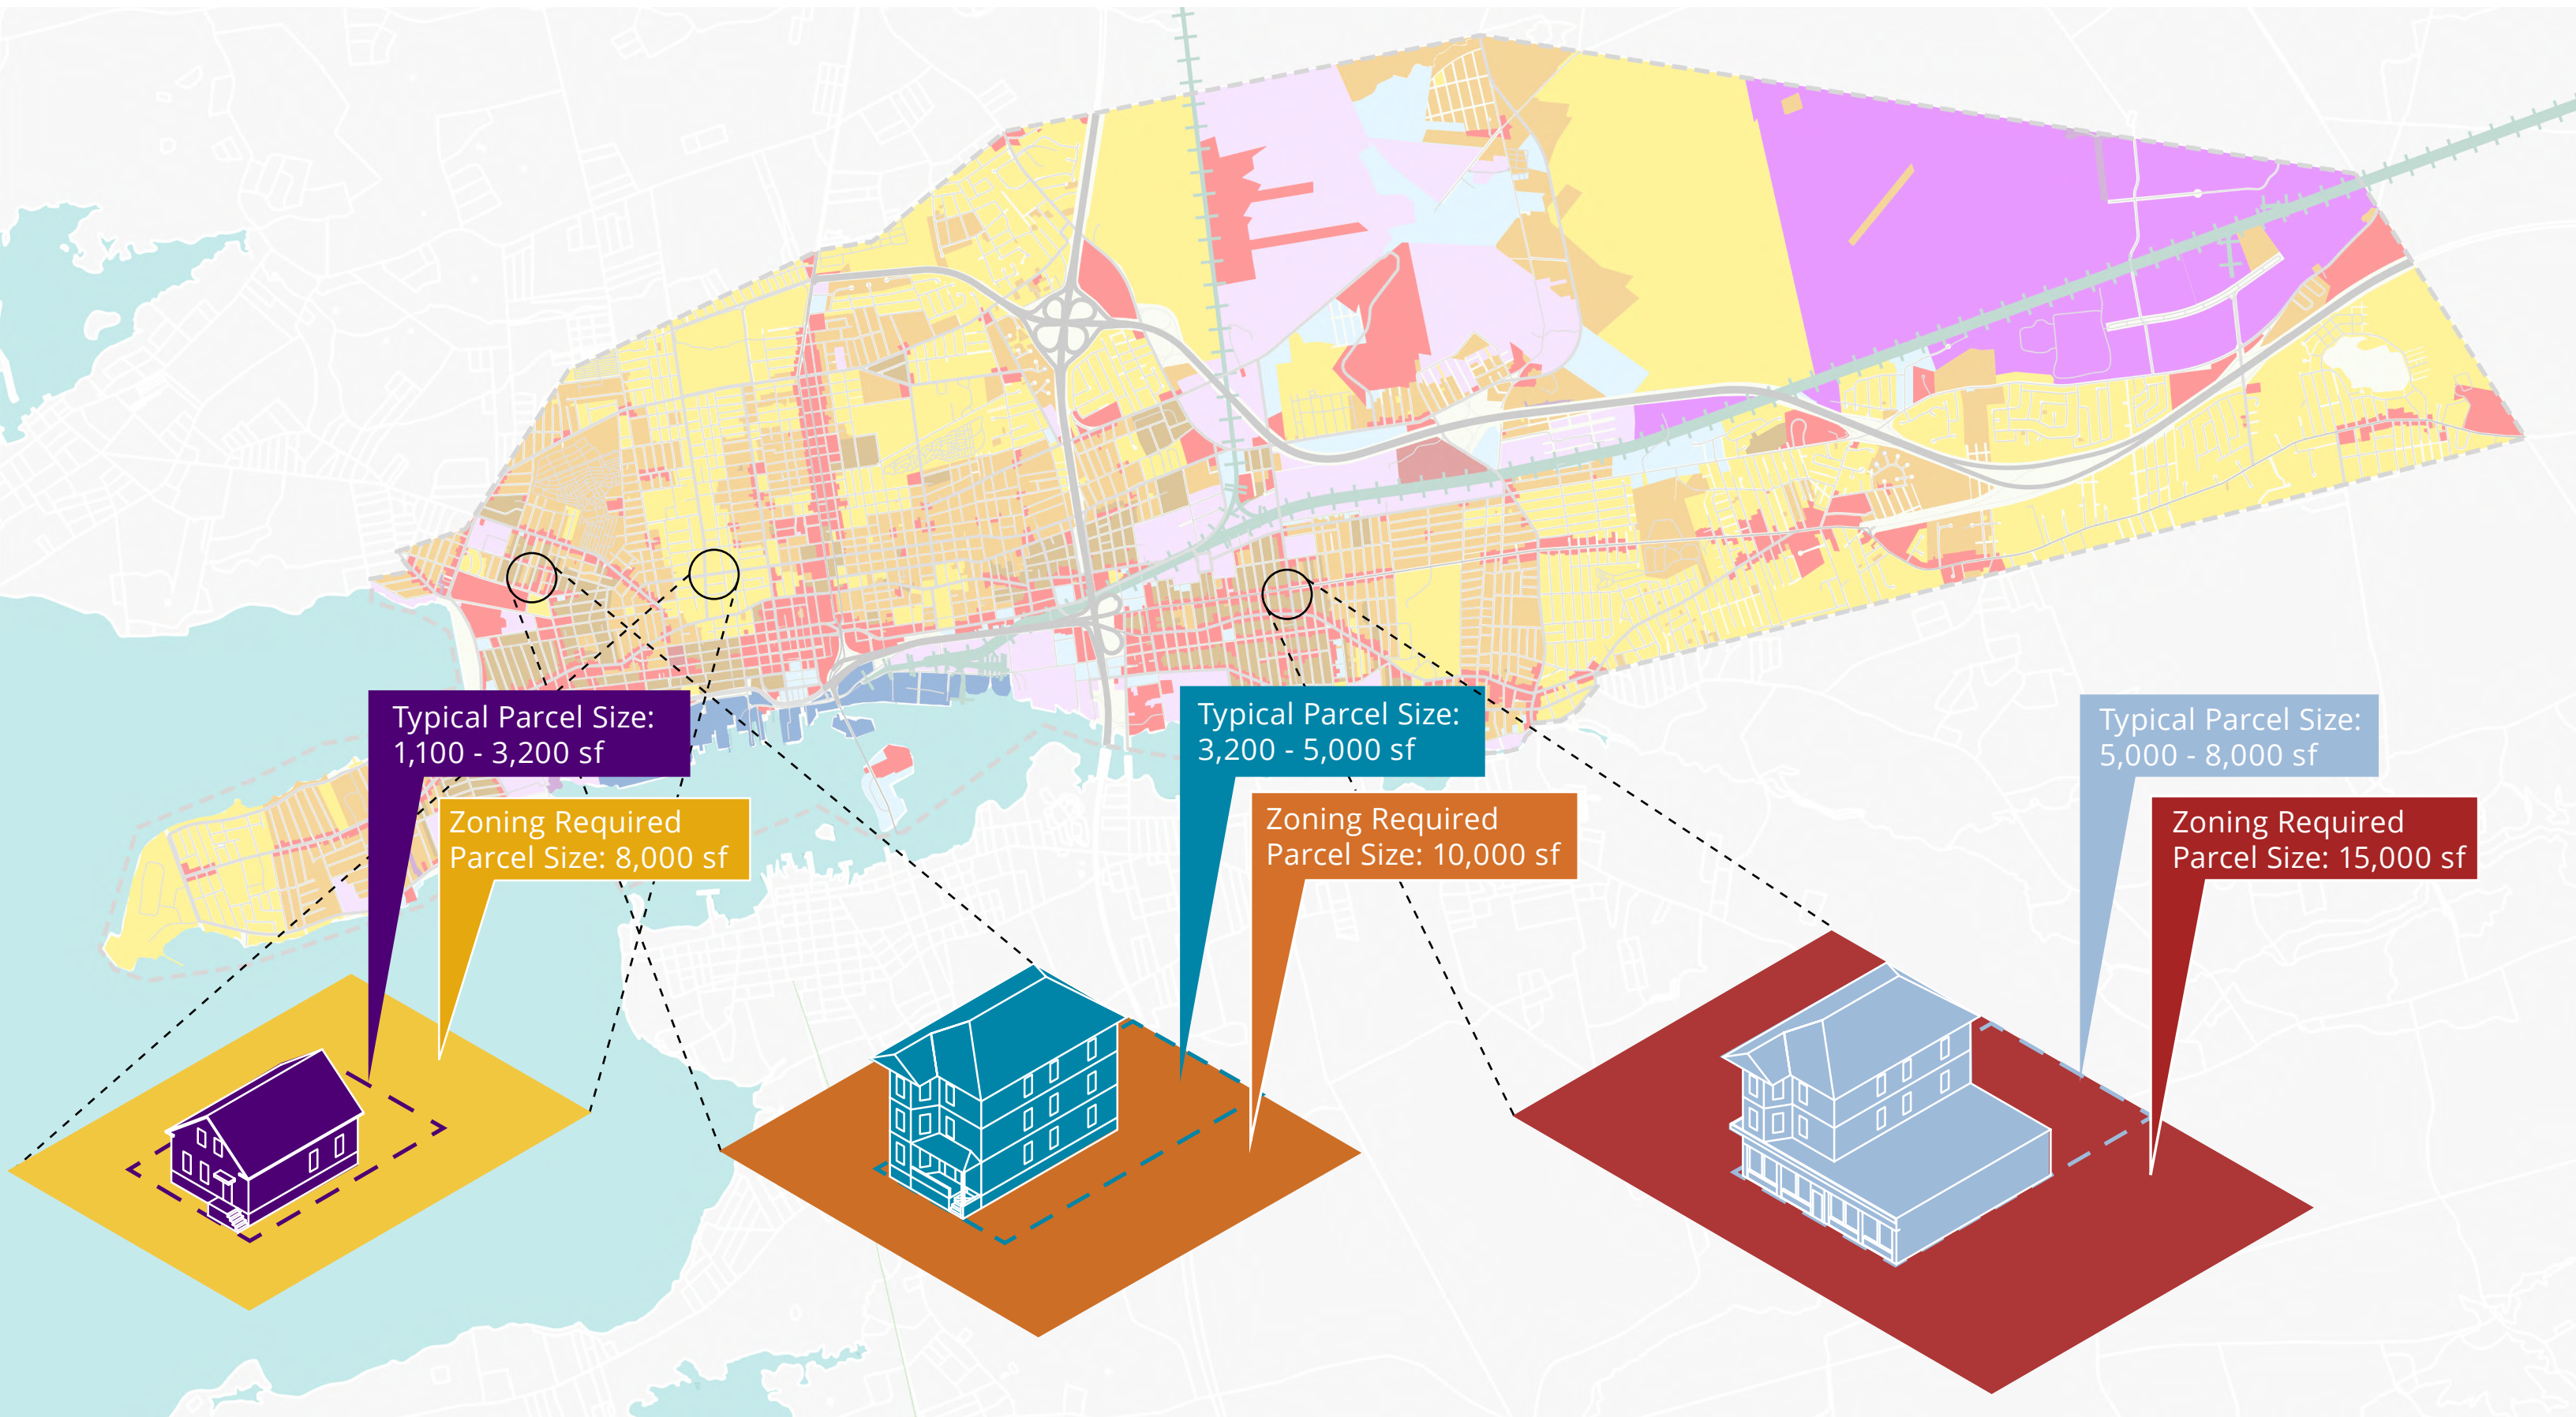 Typical Parcel Size:
1,100 - 3,200 sf
Zoning Required
Parcel Size: 8,000 sf
Typical Parcel Size:
3,200 - 5,000 sf
Zoning Required
Parcel Size: 10,000 sf
Typical Parcel Size:
5,000 - 8,000 sf
Zoning Required
Parcel Size: 15,000 sf